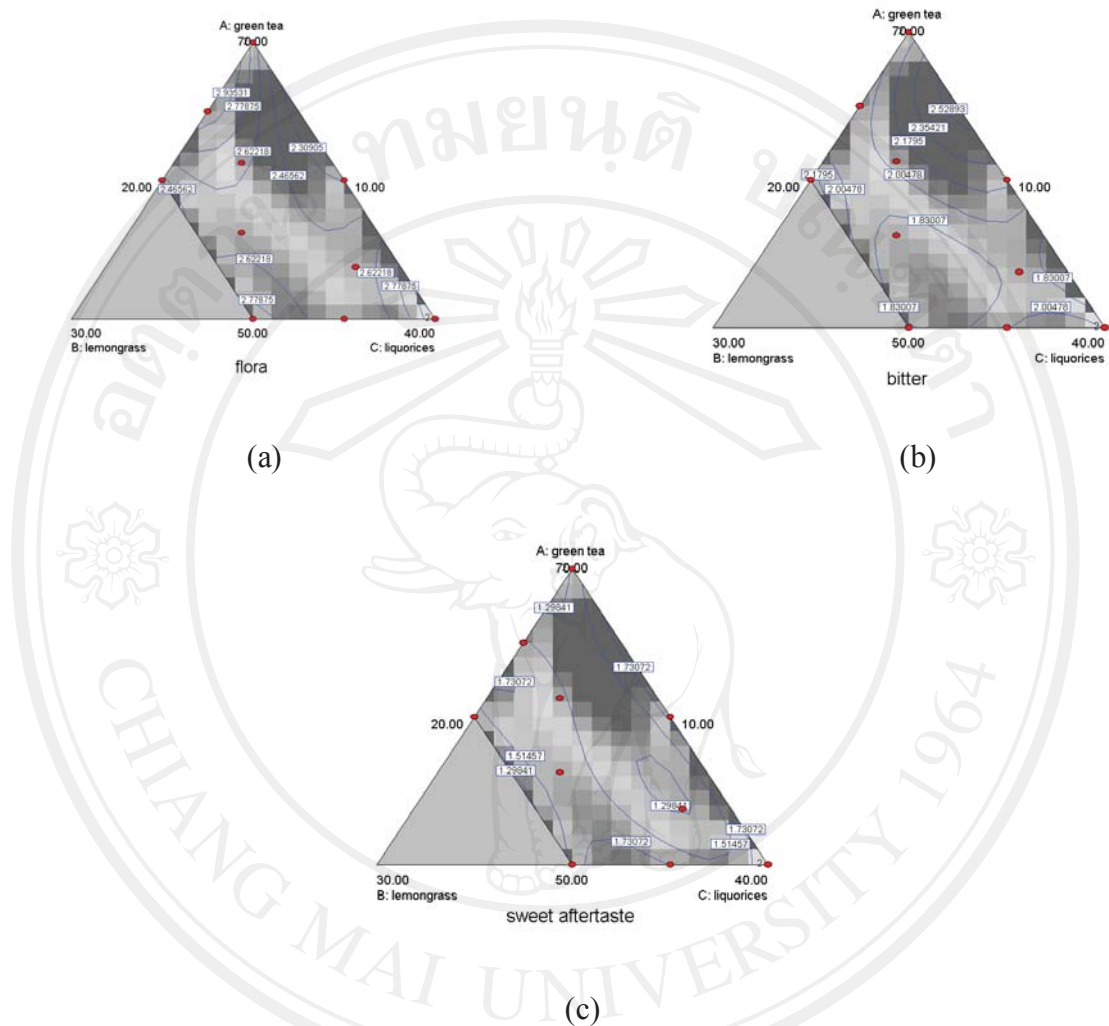 A: green tea
70.00
2.93531
2.77875
2.62218
2.30905
2.46562
20.00
2.46562
10.00
2.62218
2.62218
2.77875
2.77875
30.00
50.00
40.00
B: lemongrass
C: liquorices
flora
(a)
A: green tea
70.00
2.52893
2.35421
2.1795
2.1795
2.00478
20.00
2.00478
10.00
1.83007
1.83007
1.83007
2.00478
30.00
50.00
40.00
B: lemongrass
C: liquorices
bitter
(b)
A: green tea
70.00
1.29841
1.73072
1.73072
20.00
10.00
1.51457
1.29841
1.29841
1.73072
1.73072
1.51457
30.00
50.00
40.00
B: lemongrass
C: liquorices
sweet aftertaste
(c)
CHIANG MAI UNIVERSITY 1964